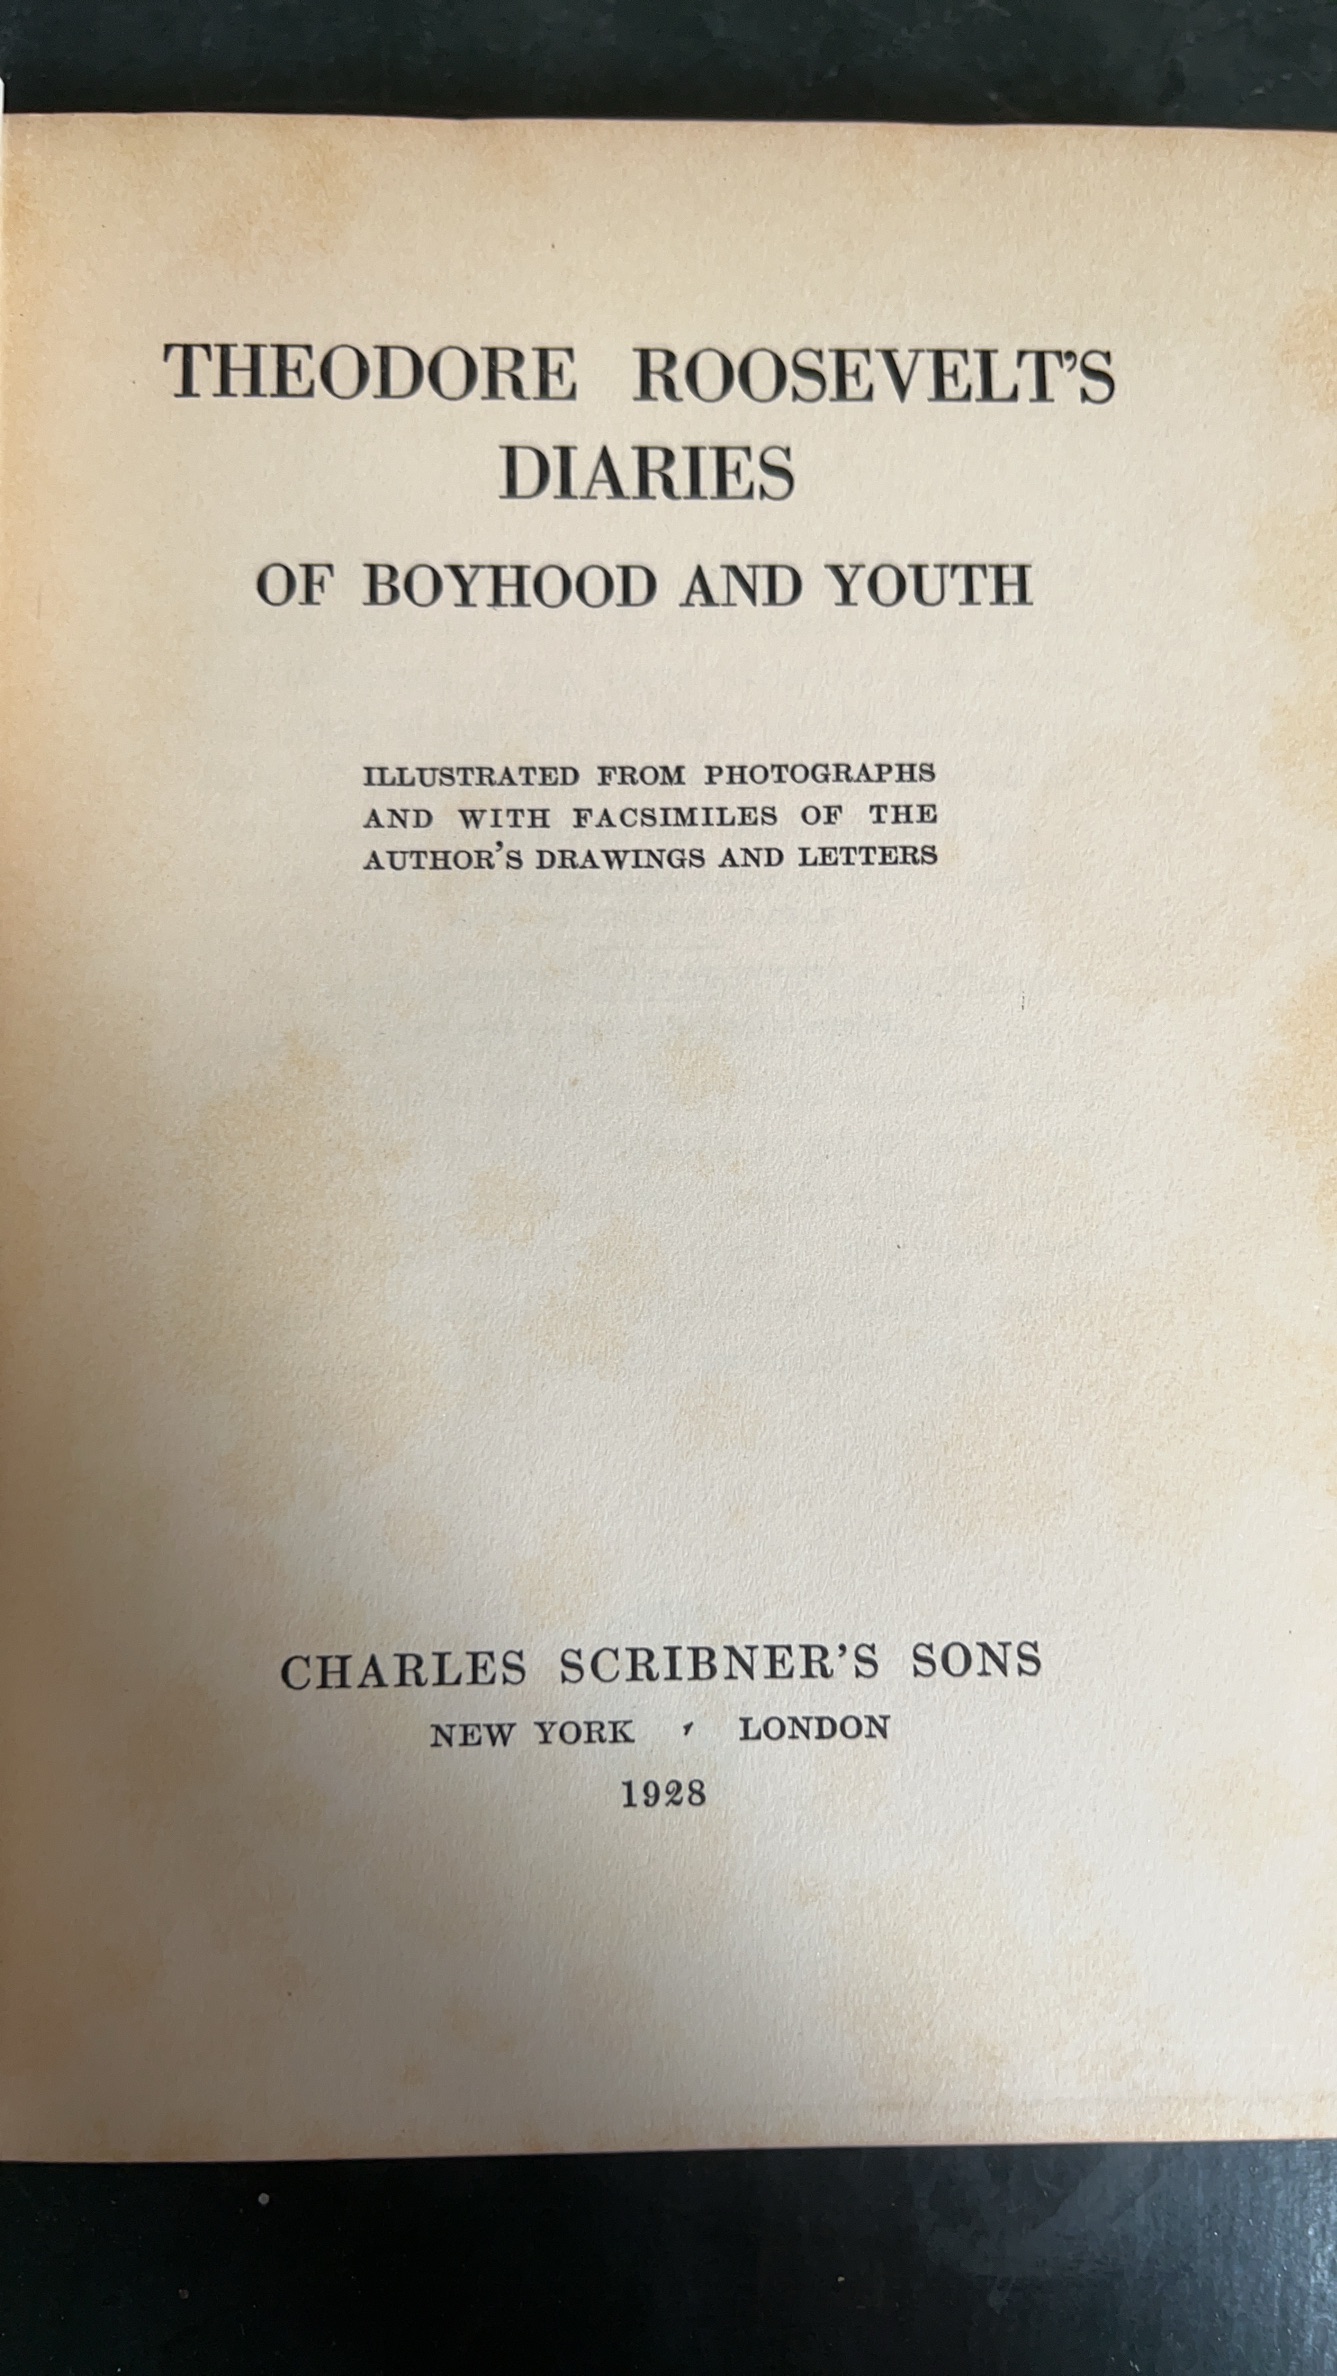 THEODORE ROOSEVELT'S
DIARIES
OF BOYHOOD AND YOUTH
ILLUSTRATED FROM PHOTOGRAPHS
AND WITH FACSIMILES OF THE
AUTHOR'S DRAWINGS AND LETTERS
CHARLES SCRIBNER'S SONS
NEW YORK · LONDON
1928